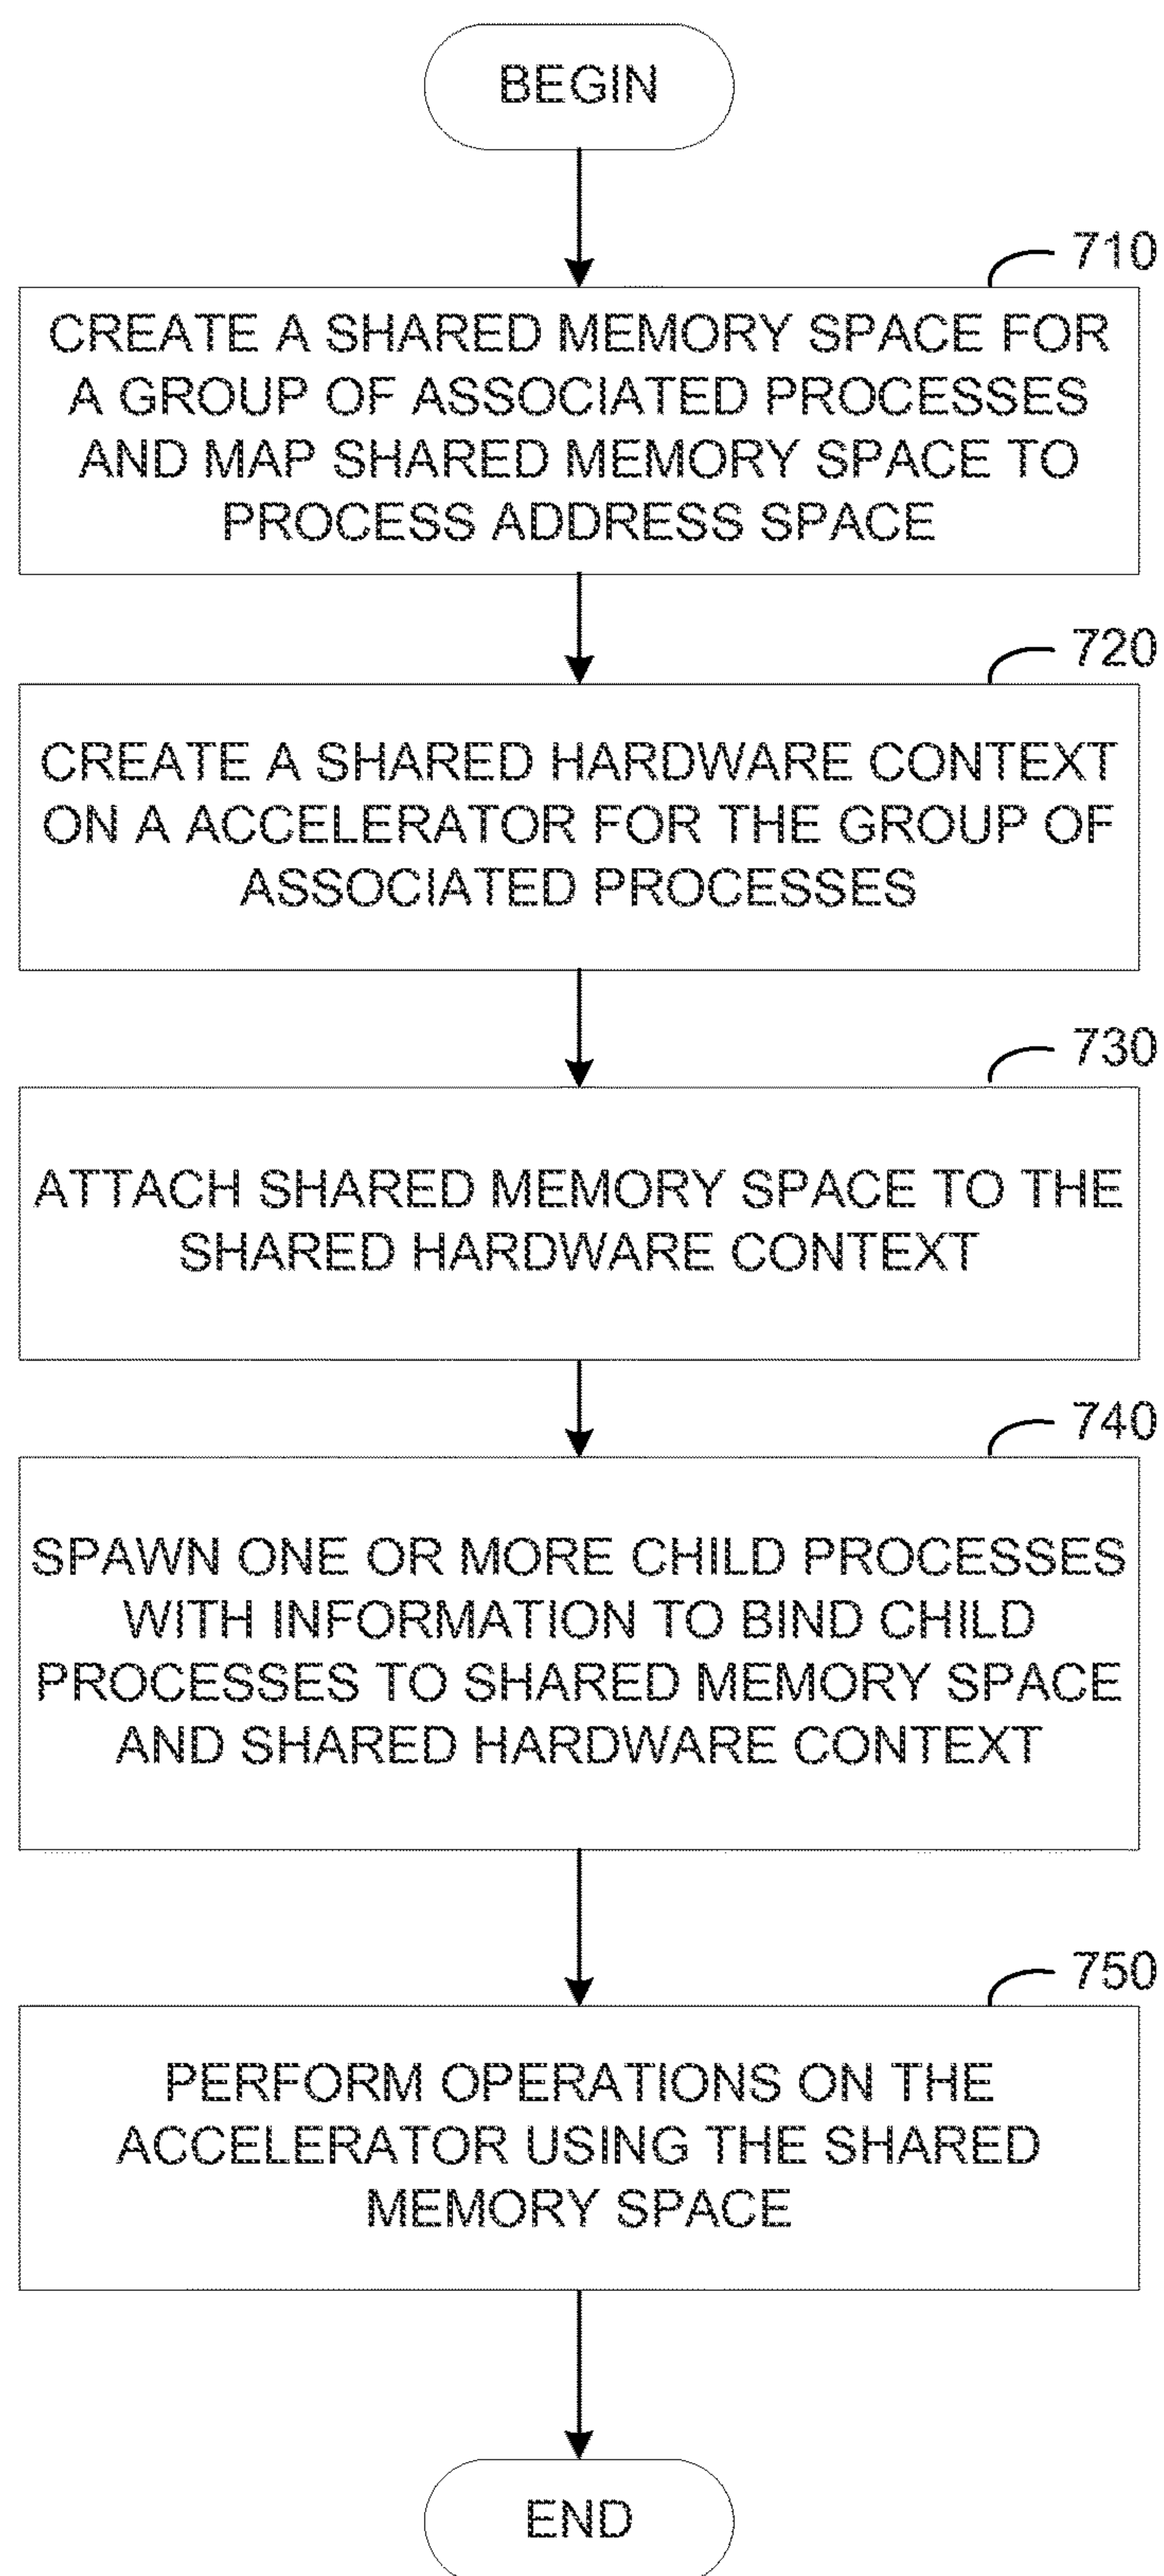 BEGIN
710
CREATE A SHARED MEMORY SPACE FOR
A GROUP OF ASSOCIATED PROCESSES
AND MAP SHARED MEMORY SPACE TO
PROCESS ADDRESS SPACE
720
CREATE A SHARED HARDWARE CONTEXT
ON A ACCELERATOR FOR THE GROUP OF
ASSOCIATED PROCESSES
730
ATTACH SHARED MEMORY SPACE TO THE
SHARED HARDWARE CONTEXT
740
SPAWN ONE OR MORE CHILD PROCESSES
WITH INFORMATION TO BIND CHILD
PROCESSES TO SHARED MEMORY SPACE
AND SHARED HARDWARE CONTEXT
750
PERFORM OPERATIONS ON THE
ACCELERATOR USING THE SHARED
MEMORY SPACE
END